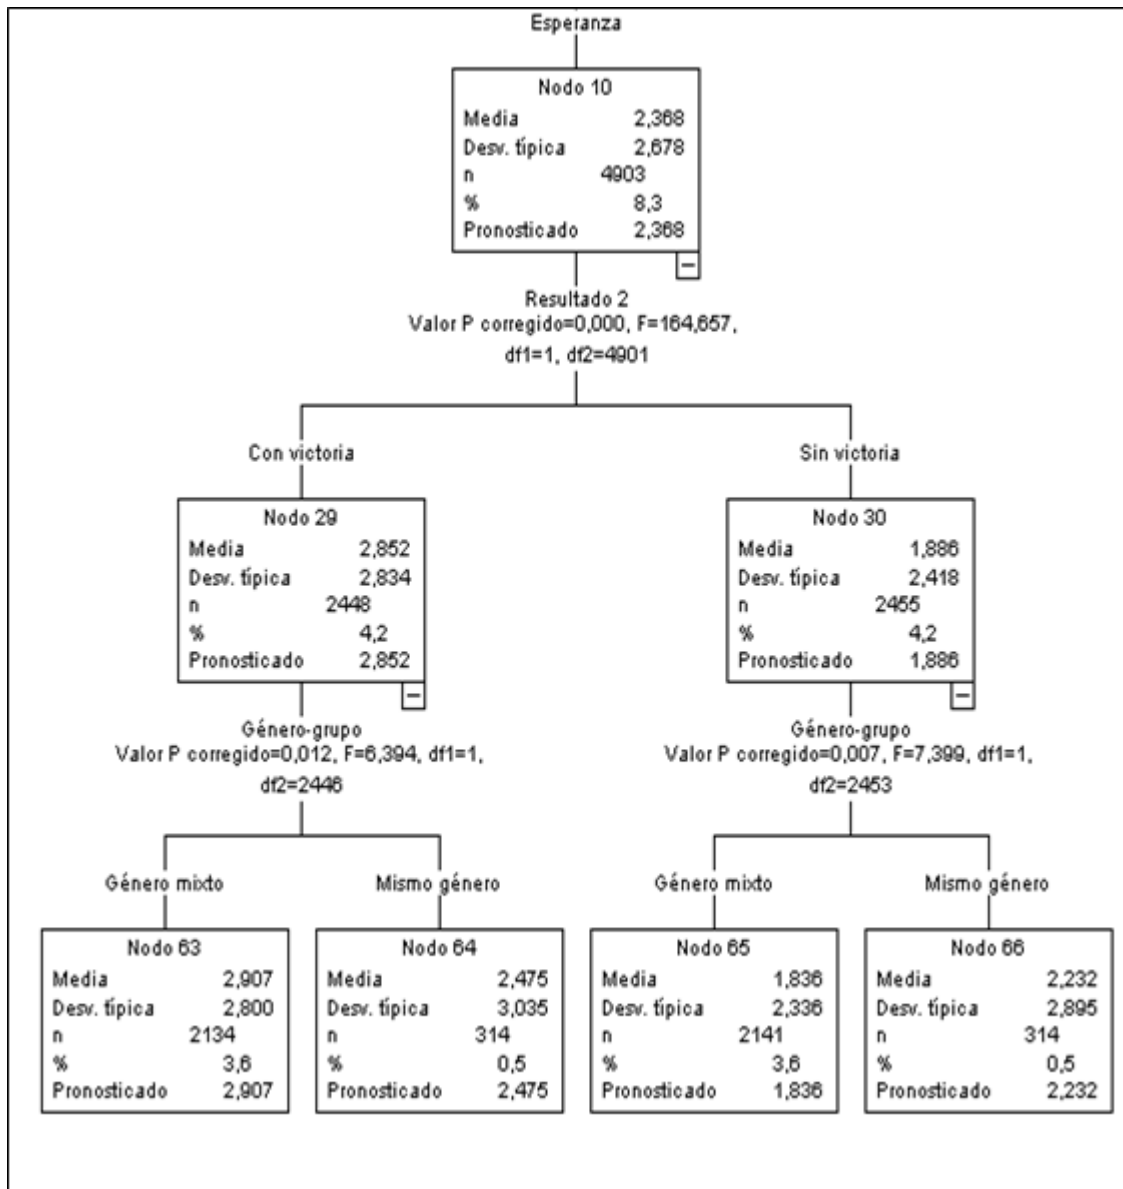 Esperanza
Nodo 10
Media 2,368
Desv. típica 2,678
n 4903
% 8,3
Pronosticado 2,368
Resultado 2
Valor P corregido=0,000, F=164,657,
df1=1, df2=4901
Con victoria
Sin victoria
Nodo 29
Media 2,852
Desv. típica 2,834
n 2448
% 4,2
Pronosticado 2,852
Nodo 30
Media 1,886
Desv. típica 2,418
n 2455
% 4,2
Pronosticado 1,886
Género-grupo
Valor P corregido=0,012, F=6,394, df1=1,
df2=2446
Género-grupo
Valor P corregido=0,007, F=7,399, df1=1,
df2=2453
Género mixto
Mismo género
Género mixto
Mismo género
Nodo 63
Media 2,907
Desv. típica 2,800
n 2134
% 3,6
Pronosticado 2,907
Nodo 64
Media 2,475
Desv. típica 3,035
n 314
% 0,5
Pronosticado 2,475
Nodo 65
Media 1,836
Desv. típica 2,336
n 2141
% 3,6
Pronosticado 1,836
Nodo 66
Media 2,232
Desv. típica 2,895
n 314
% 0,5
Pronosticado 2,232